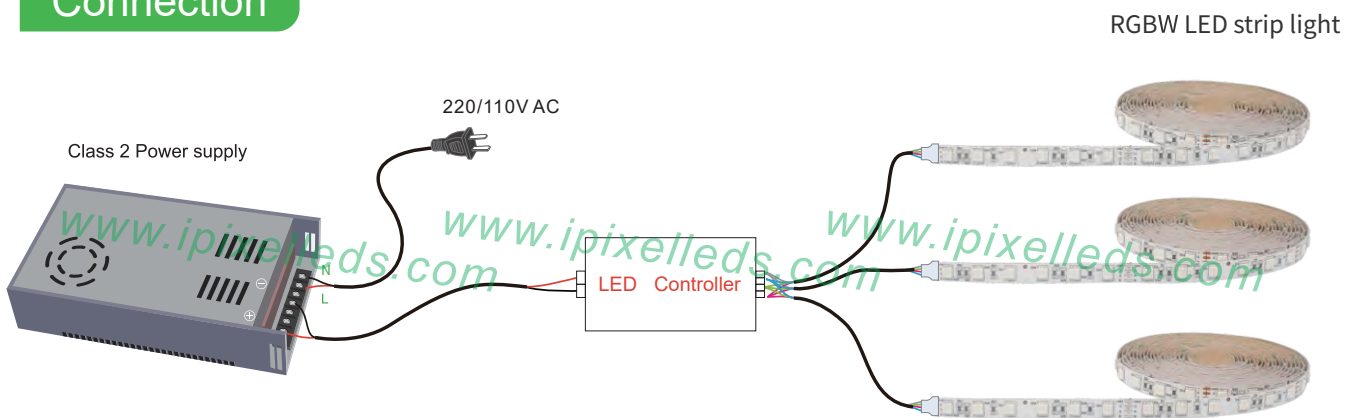 Connection
RGBW LED strip light
220/110V AC
Class 2 Power supply
www.ipixelleds.com
www.ipixelleds.com
www.ipixelleds.com
N
L
LED Controller